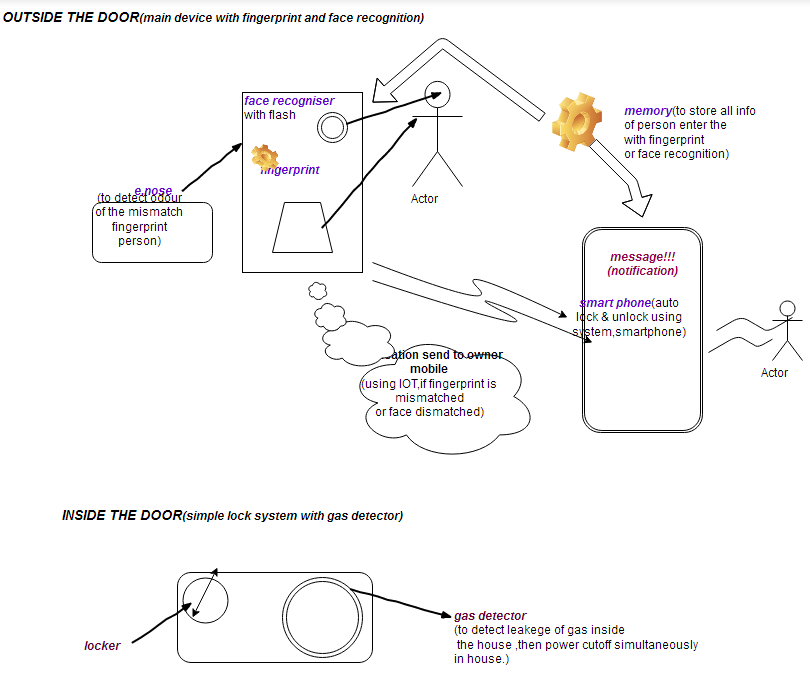 OUTSIDE THE DOOR(main device with fingerprint and face recognition)
face recogniser
with flash
fingerprint
e nose
(to detect odour
of the mismatch
fingerprint
person)
Actor
memory(to store all info
of person enter the
with fingerprint
or face recognition)
message!!!
(notification)
smart phone(auto
lock & unlock using
system,smartphone)
Actor
send to owner
mobile
(using IOT,if fingerprint is
mismatched
or face dismatched)
INSIDE THE DOOR(simple lock system with gas detector)
locker
gas detector
(to detect leakege of gas inside
the house ,then power cutoff simultaneously
in house.)